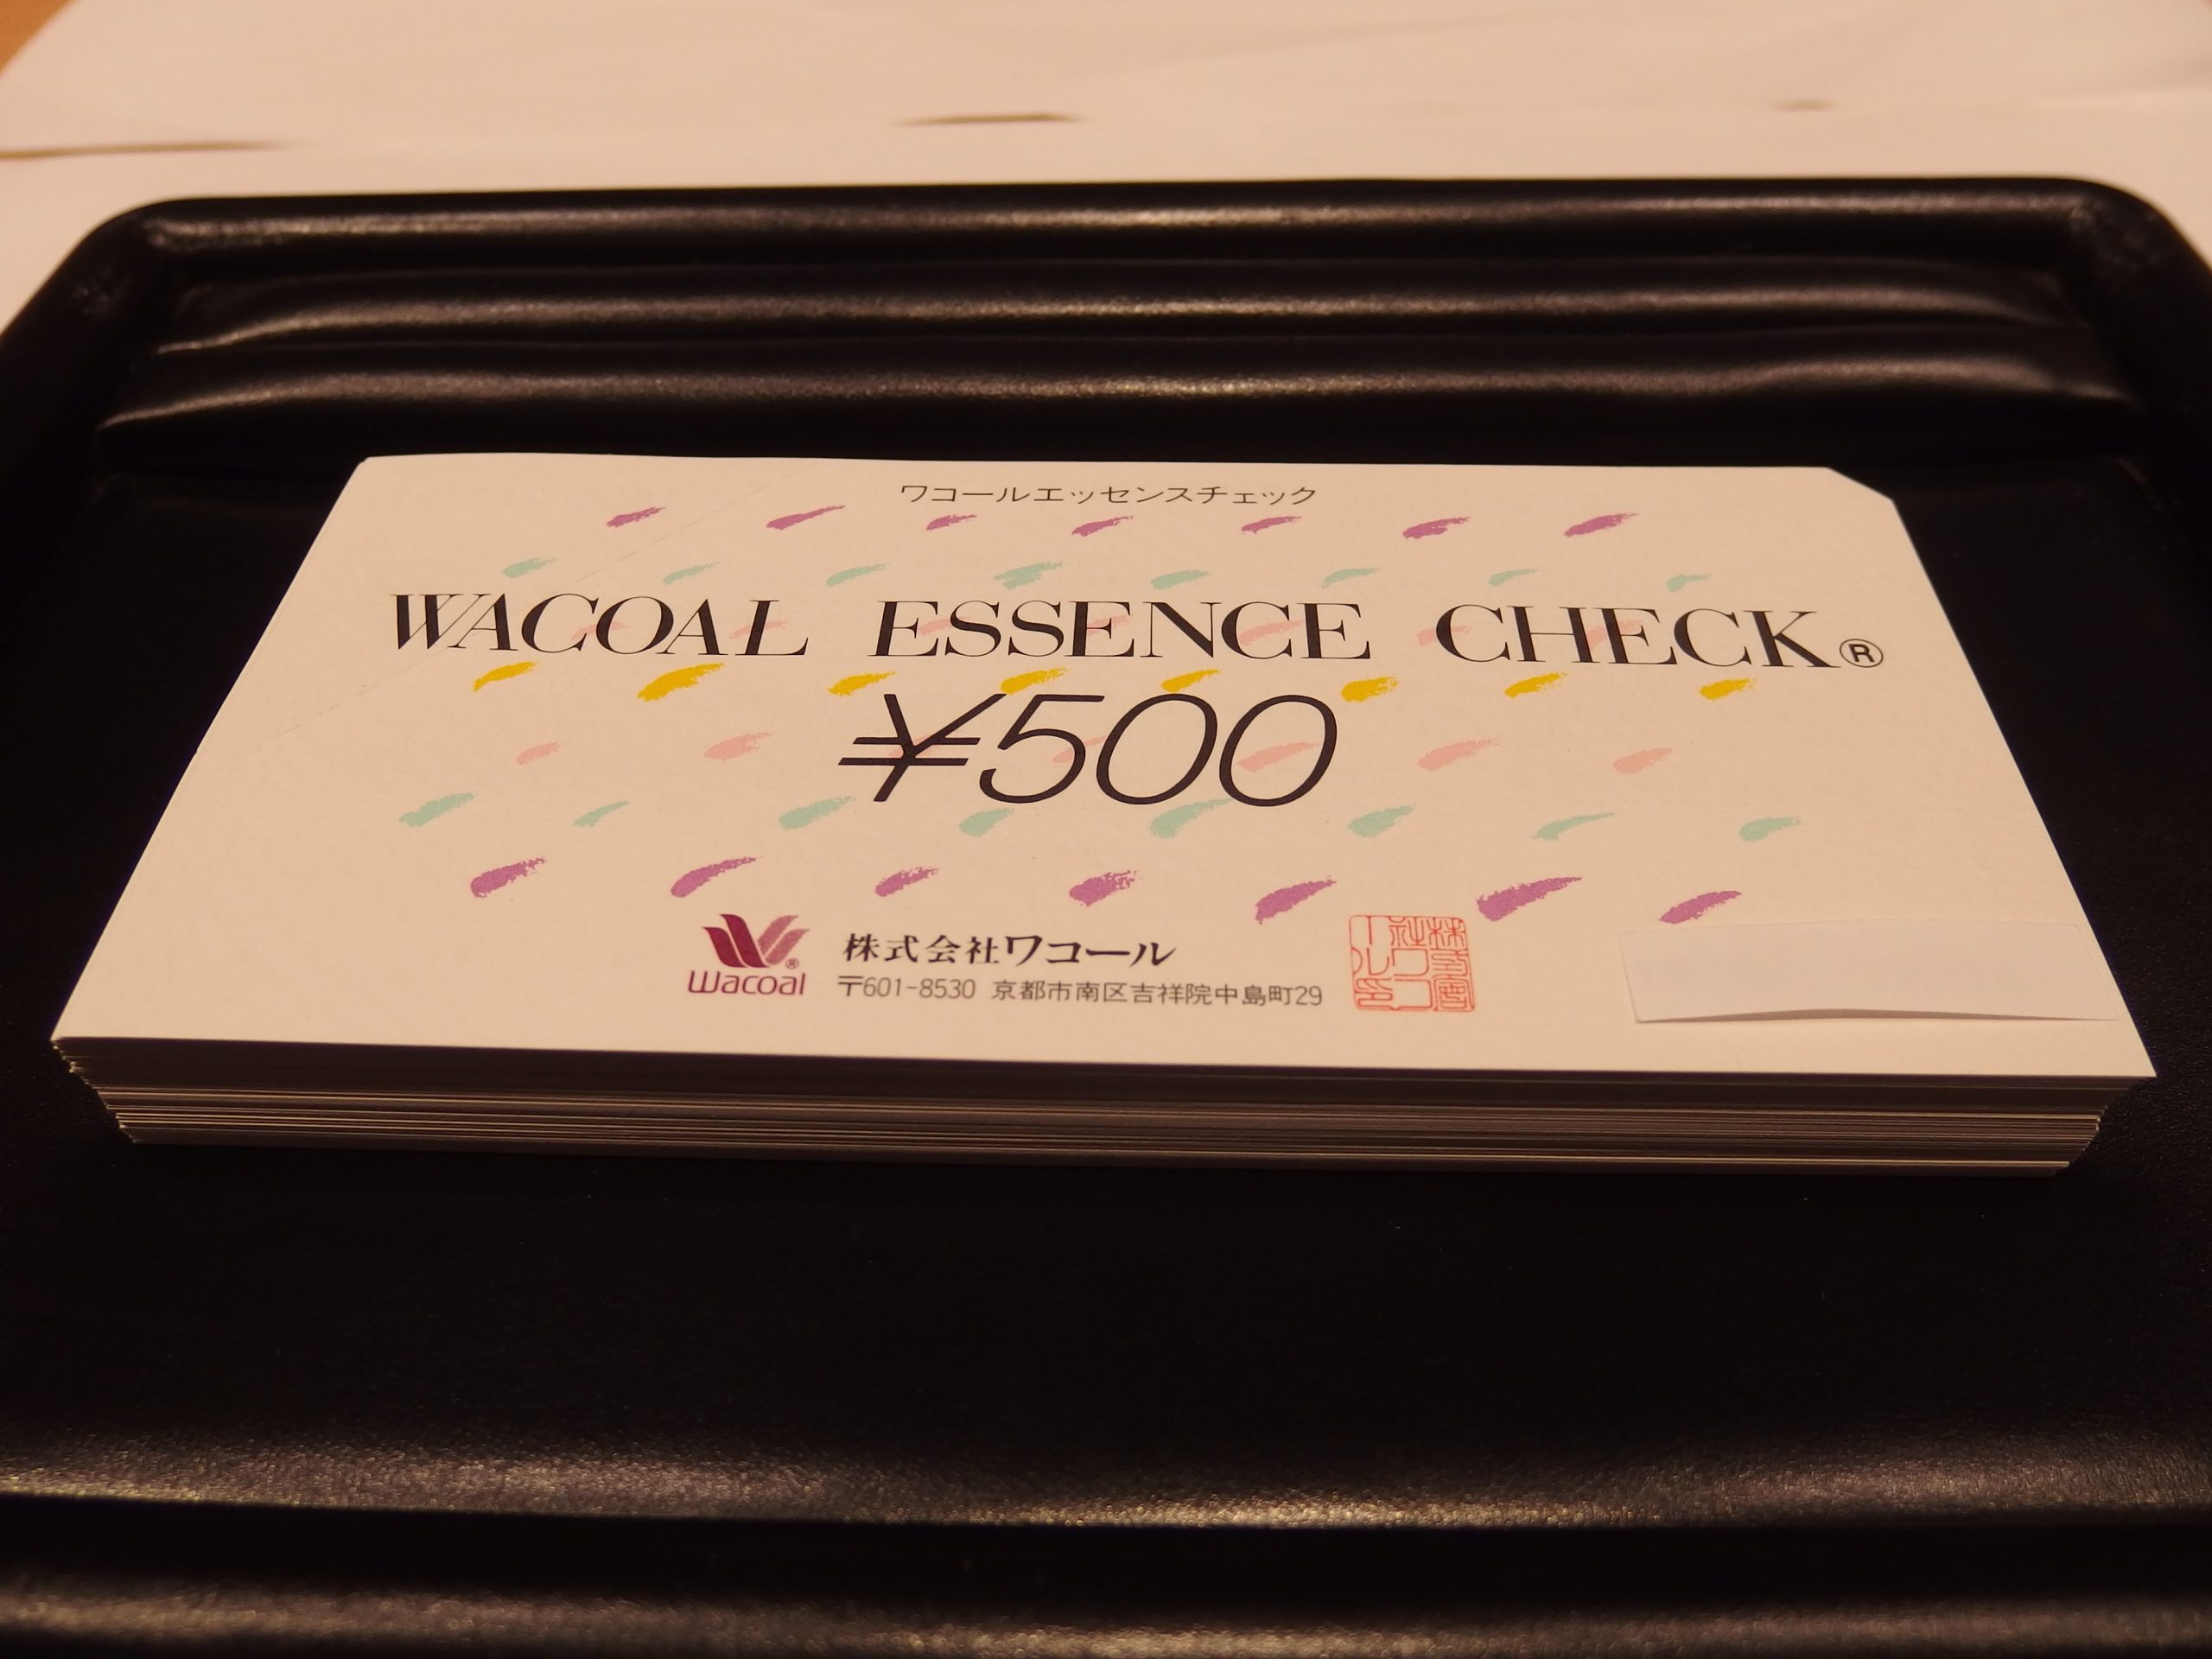 ワコールエッセンスチェック
WACOAL ESSENCE CHECK®
¥500
Wacoal®
株式会社ワコール
〒601-8530 京都市南区吉祥院中島町29